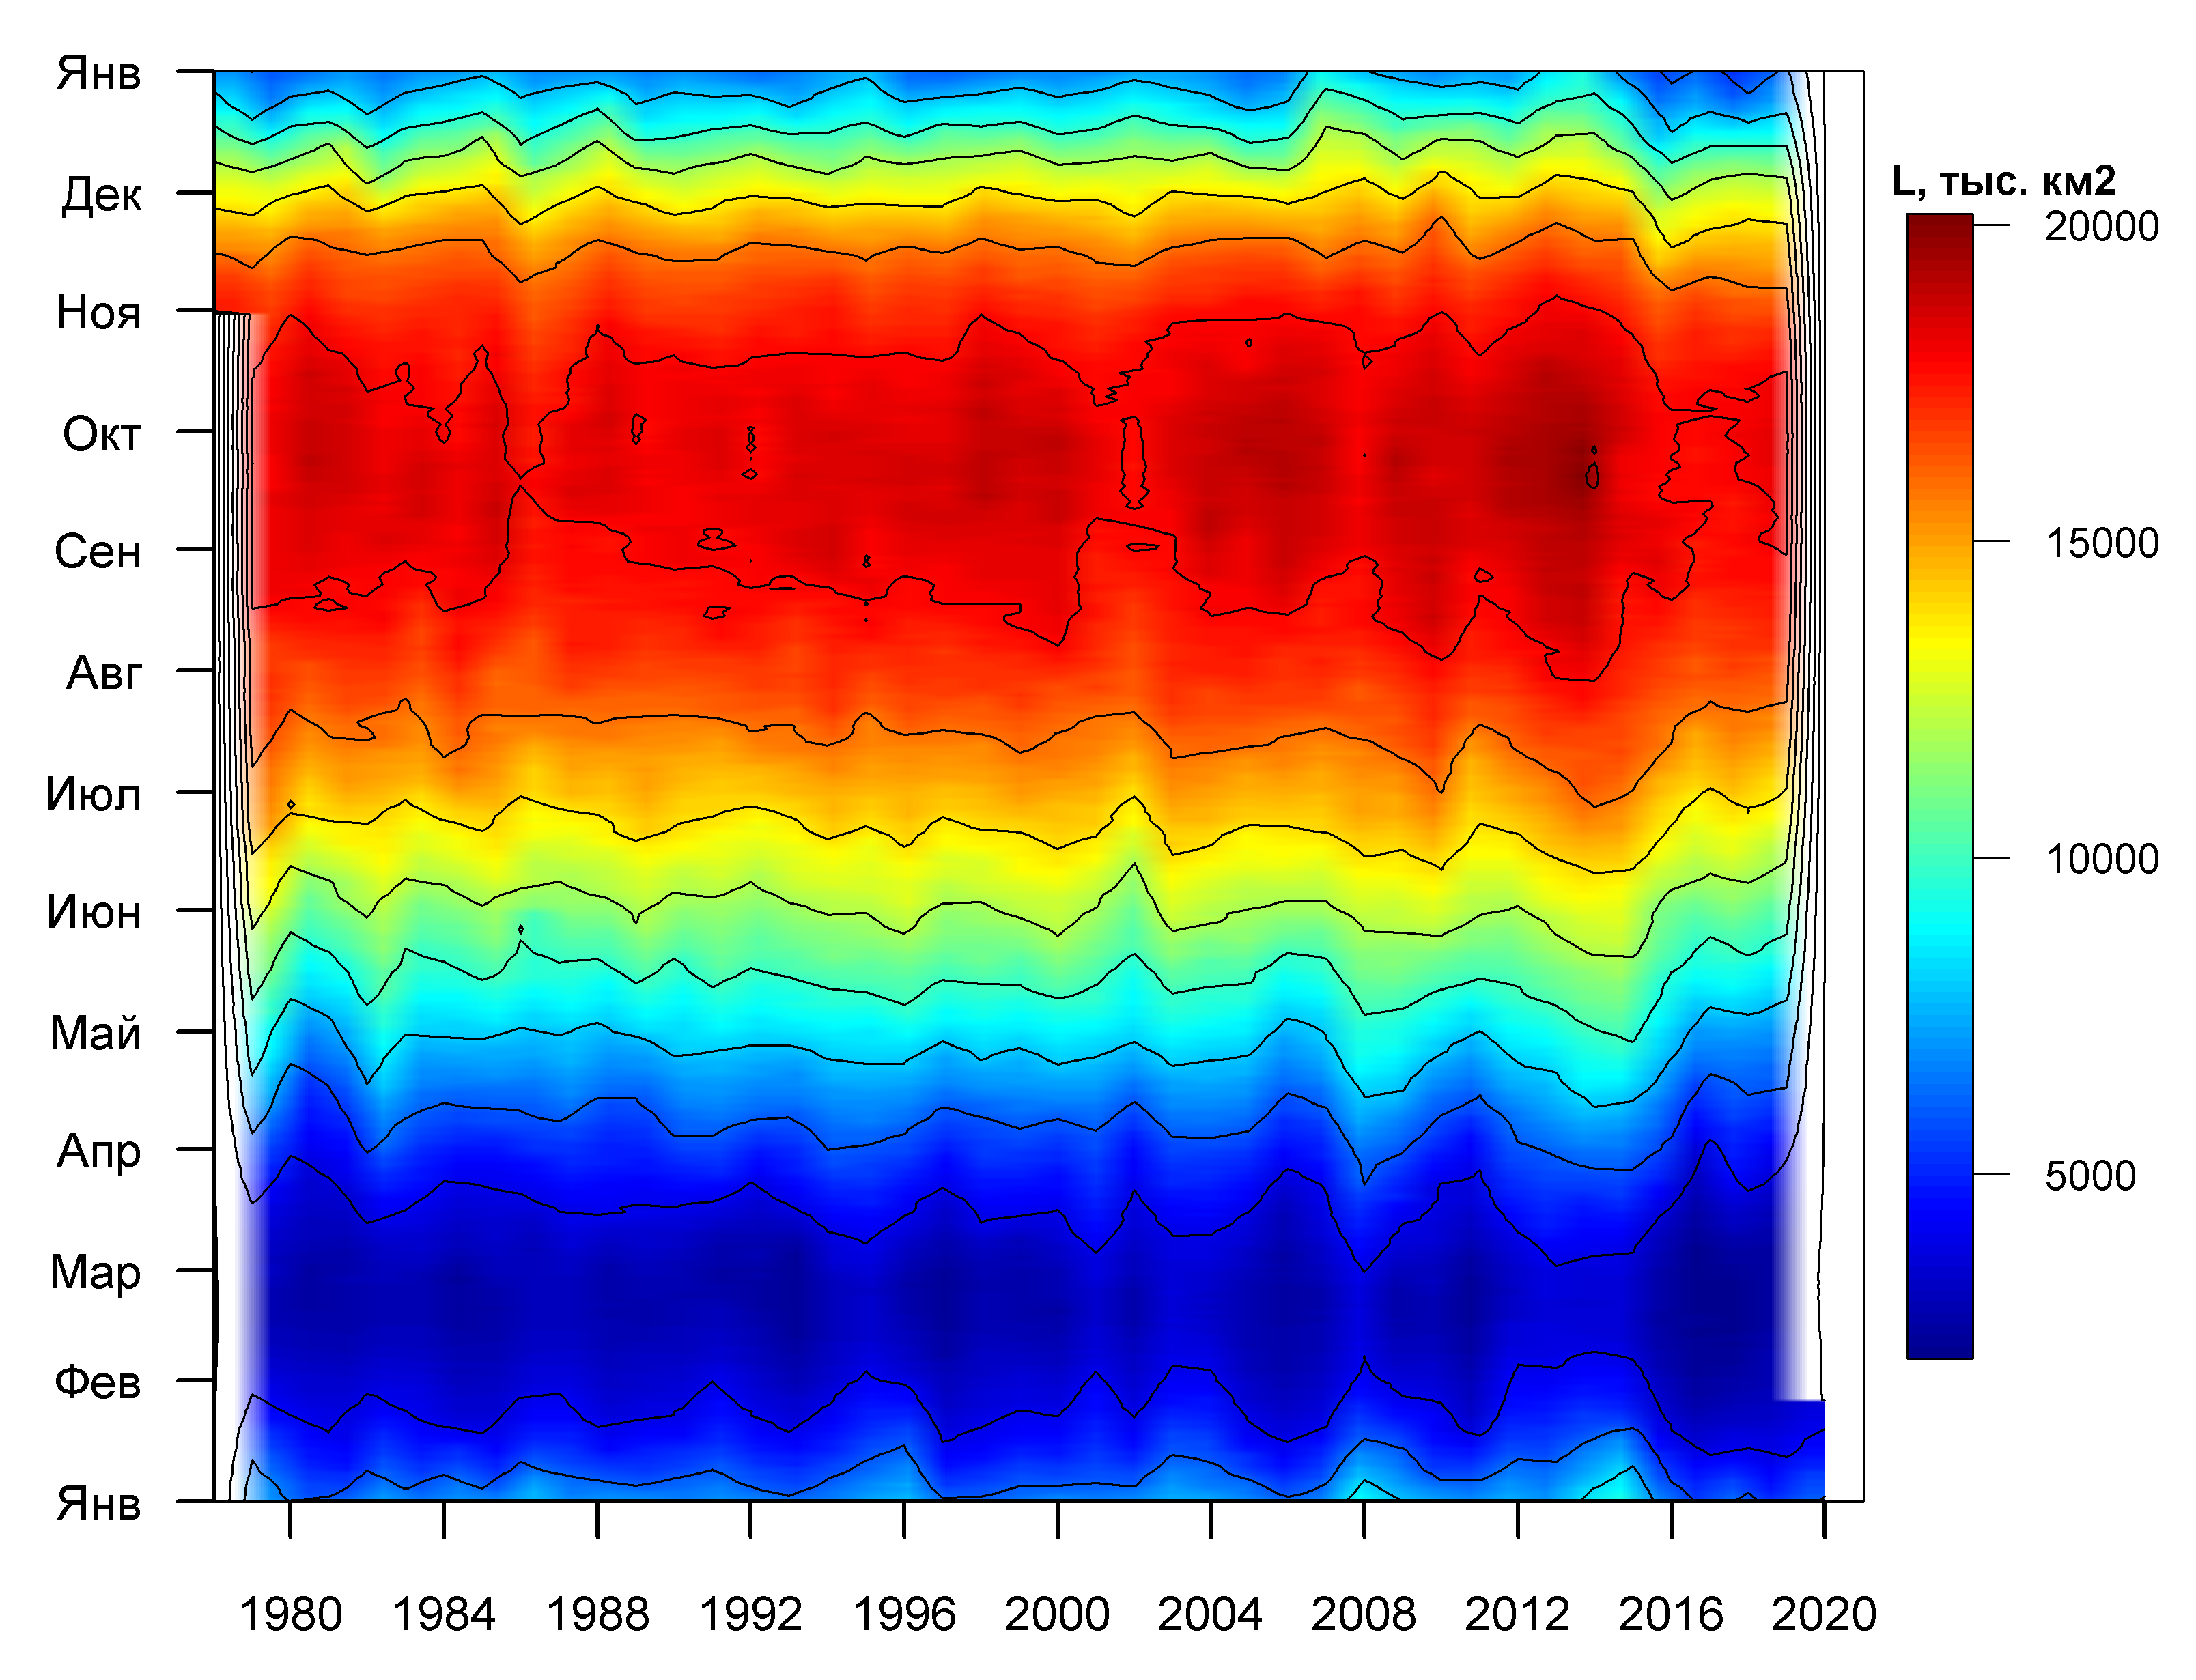 Янв
Дек
Ноя
Окт
Сен
Авг
Июл
Июн
Май
Апр
Мар
Фев
Янв
1980 1984 1988 1992 1996 2000 2004 2008 2012 2016 2020
L, тыс. км2
20000
15000
10000
5000